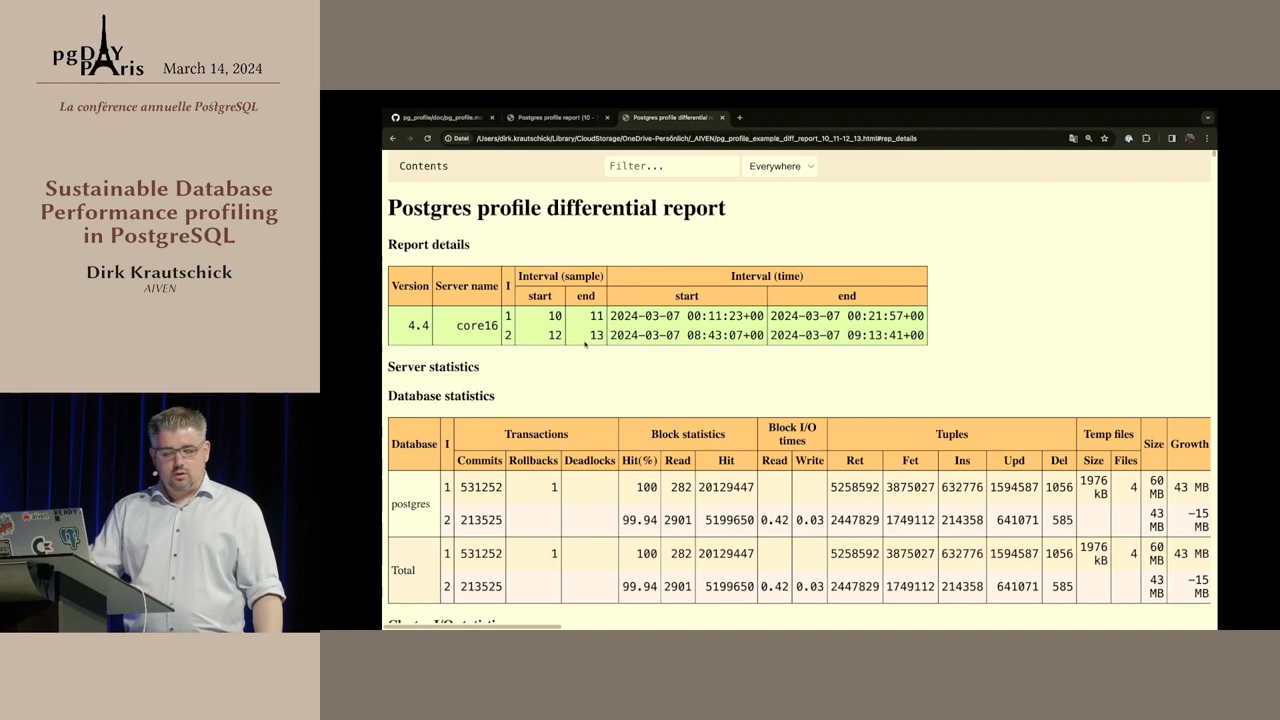 pgDAY
Paris
March 14, 2024
La conférence annuelle PostgreSQL
Sustainable Database
Performance profiling
in PostgreSQL
Dirk Krautschick
AIVEN
pg_profile/doc/pg_profile.m
Postgres profile report (10 -
Postgres profile differential re
Datei /Users/dirk.krautschick/Library/CloudStorage/OneDrive-Persönlich/_AIVEN/pg_profile_example_diff_report_10_11-12_13.html#rep_details
Contents Filter... Everywhere
Postgres profile differential report
Report details
Version Server name I Interval (sample) Interval (time)
start end start end
4.4 core16 1 10 11 2024-03-07 00:11:23+00 2024-03-07 00:21:57+00
2 12 13 2024-03-07 08:43:07+00 2024-03-07 09:13:41+00
Server statistics
Database statistics
Database I Transactions Block statistics Block I/O times Tuples Temp files Size Growth
Commits Rollbacks Deadlocks Hit(%) Read Hit Read Write Ret Fet Ins Upd Del Size Files
postgres 1 531252 1 100 282 20129447 5258592 3875027 632776 1594587 1056 1976 kB 4 60 MB 43 MB
2 213525 99.94 2901 5199650 0.42 0.03 2447829 1749112 214358 641071 585 43 MB -15 MB
Total 1 531252 1 100 282 20129447 5258592 3875027 632776 1594587 1056 1976 kB 4 60 MB 43 MB
2 213525 99.94 2901 5199650 0.42 0.03 2447829 1749112 214358 641071 585 43 MB -15 MB
aiven
READY